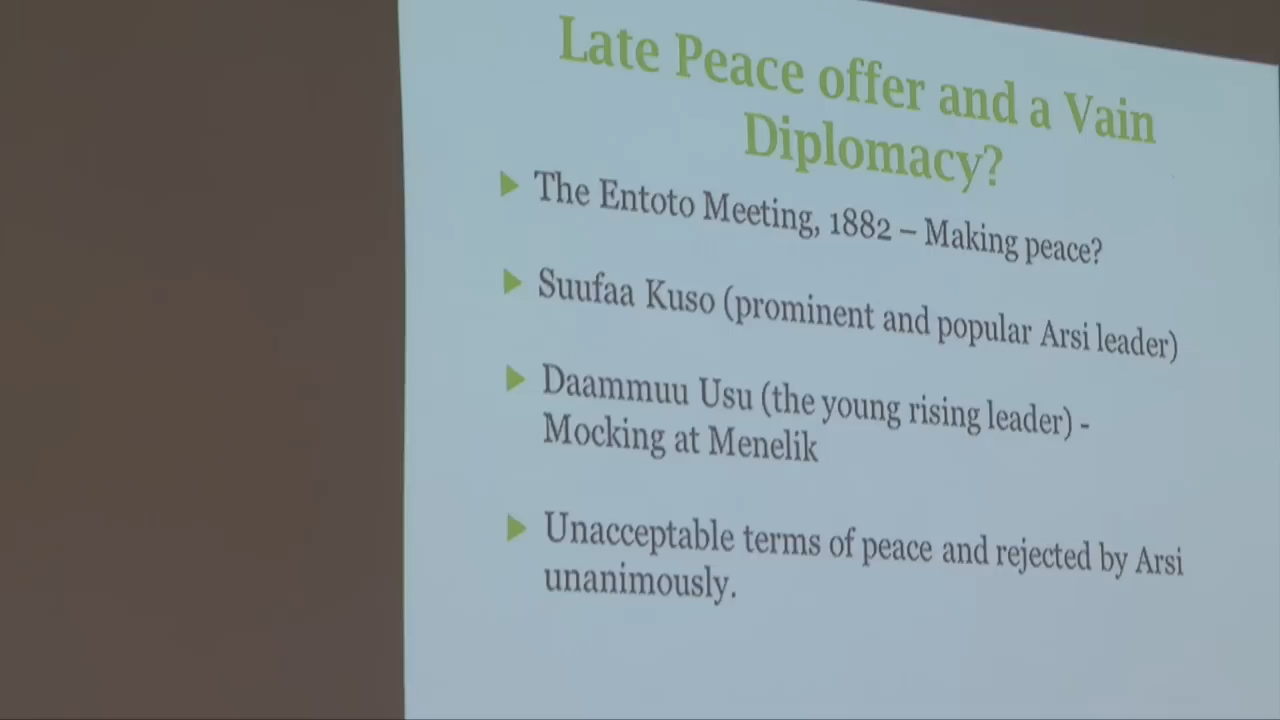 Late Peace offer and a Vain
Diplomacy?
The Entoto Meeting, 1882 – Making peace?
Suufaa Kuso (prominent and popular Arsi leader)
Daammuu Usu (the young rising leader) -
Mocking at Menelik
Unacceptable terms of peace and rejected by Arsi
unanimously.